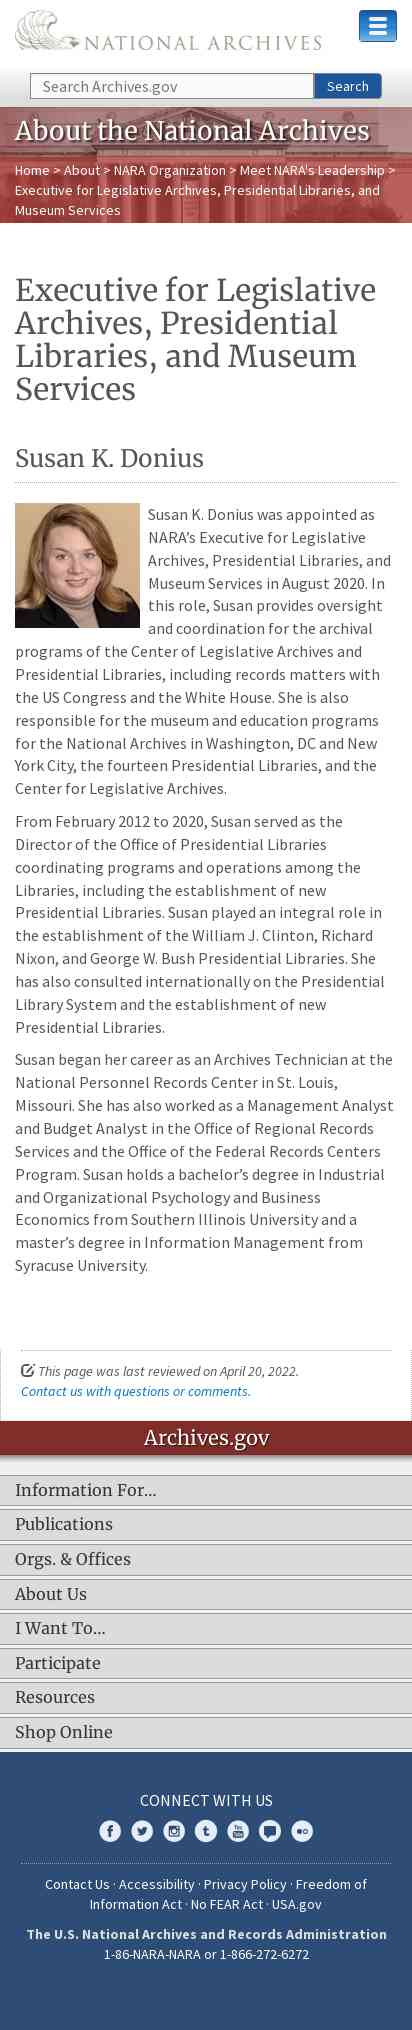 NATIONAL ARCHIVES
Search Archives.gov
Search
About the National Archives
Home > About > NARA Organization > Meet NARA's Leadership >
Executive for Legislative Archives, Presidential Libraries, and
Museum Services
Executive for Legislative
Archives, Presidential
Libraries, and Museum
Services
Susan K. Donius
Susan K. Donius was appointed as
NARA’s Executive for Legislative
Archives, Presidential Libraries, and
Museum Services in August 2020. In
this role, Susan provides oversight
and coordination for the archival
programs of the Center of Legislative Archives and
Presidential Libraries, including records matters with
the US Congress and the White House. She is also
responsible for the museum and education programs
for the National Archives in Washington, DC and New
York City, the fourteen Presidential Libraries, and the
Center for Legislative Archives.
From February 2012 to 2020, Susan served as the
Director of the Office of Presidential Libraries
coordinating programs and operations among the
Libraries, including the establishment of new
Presidential Libraries. Susan played an integral role in
the establishment of the William J. Clinton, Richard
Nixon, and George W. Bush Presidential Libraries. She
has also consulted internationally on the Presidential
Library System and the establishment of new
Presidential Libraries.
Susan began her career as an Archives Technician at the
National Personnel Records Center in St. Louis,
Missouri. She has also worked as a Management Analyst
and Budget Analyst in the Office of Regional Records
Services and the Office of the Federal Records Centers
Program. Susan holds a bachelor’s degree in Industrial
and Organizational Psychology and Business
Economics from Southern Illinois University and a
master’s degree in Information Management from
Syracuse University.
This page was last reviewed on April 20, 2022.
Contact us with questions or comments.
Archives.gov
Information For…
Publications
Orgs. & Offices
About Us
I Want To…
Participate
Resources
Shop Online
CONNECT WITH US
Contact Us · Accessibility · Privacy Policy · Freedom of
Information Act · No FEAR Act · USA.gov
The U.S. National Archives and Records Administration
1-86-NARA-NARA or 1-866-272-6272